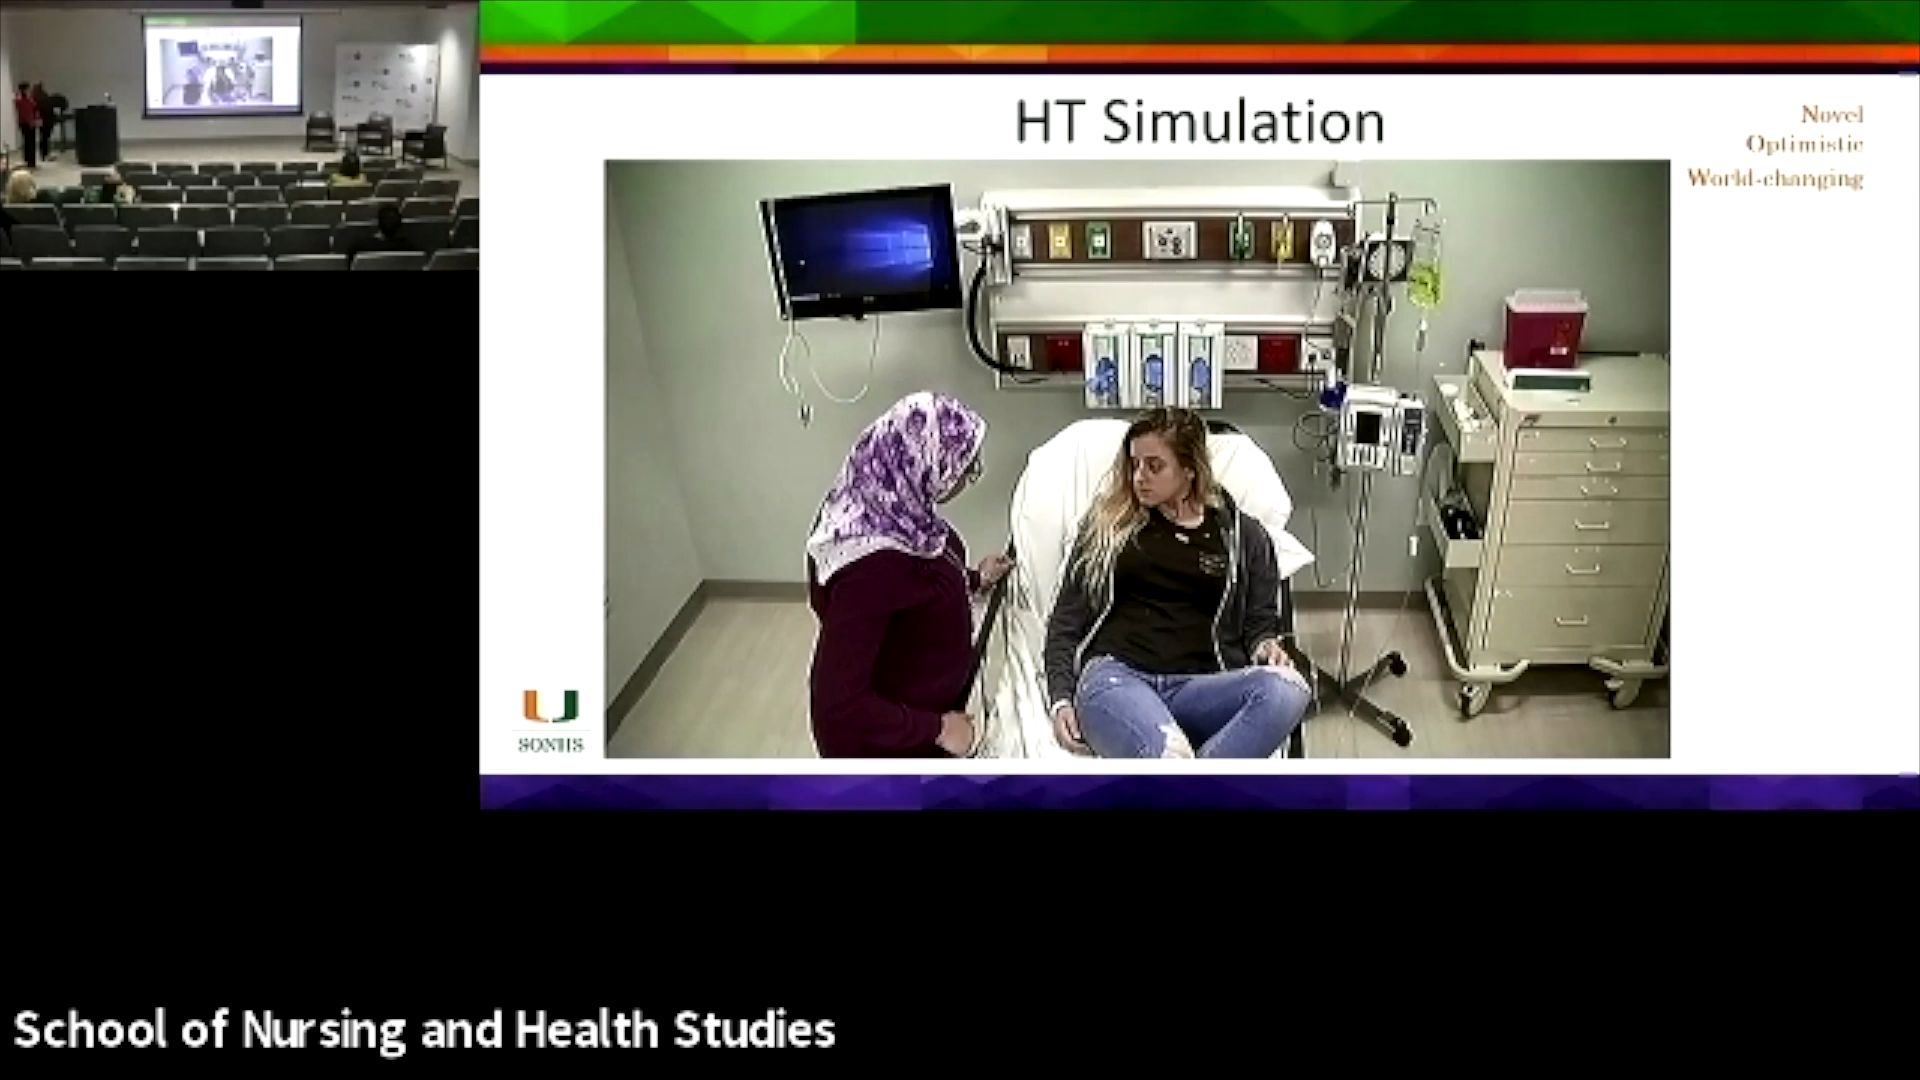 HT Simulation
Novel
Optimistic
World-changing
SONHS
School of Nursing and Health Studies